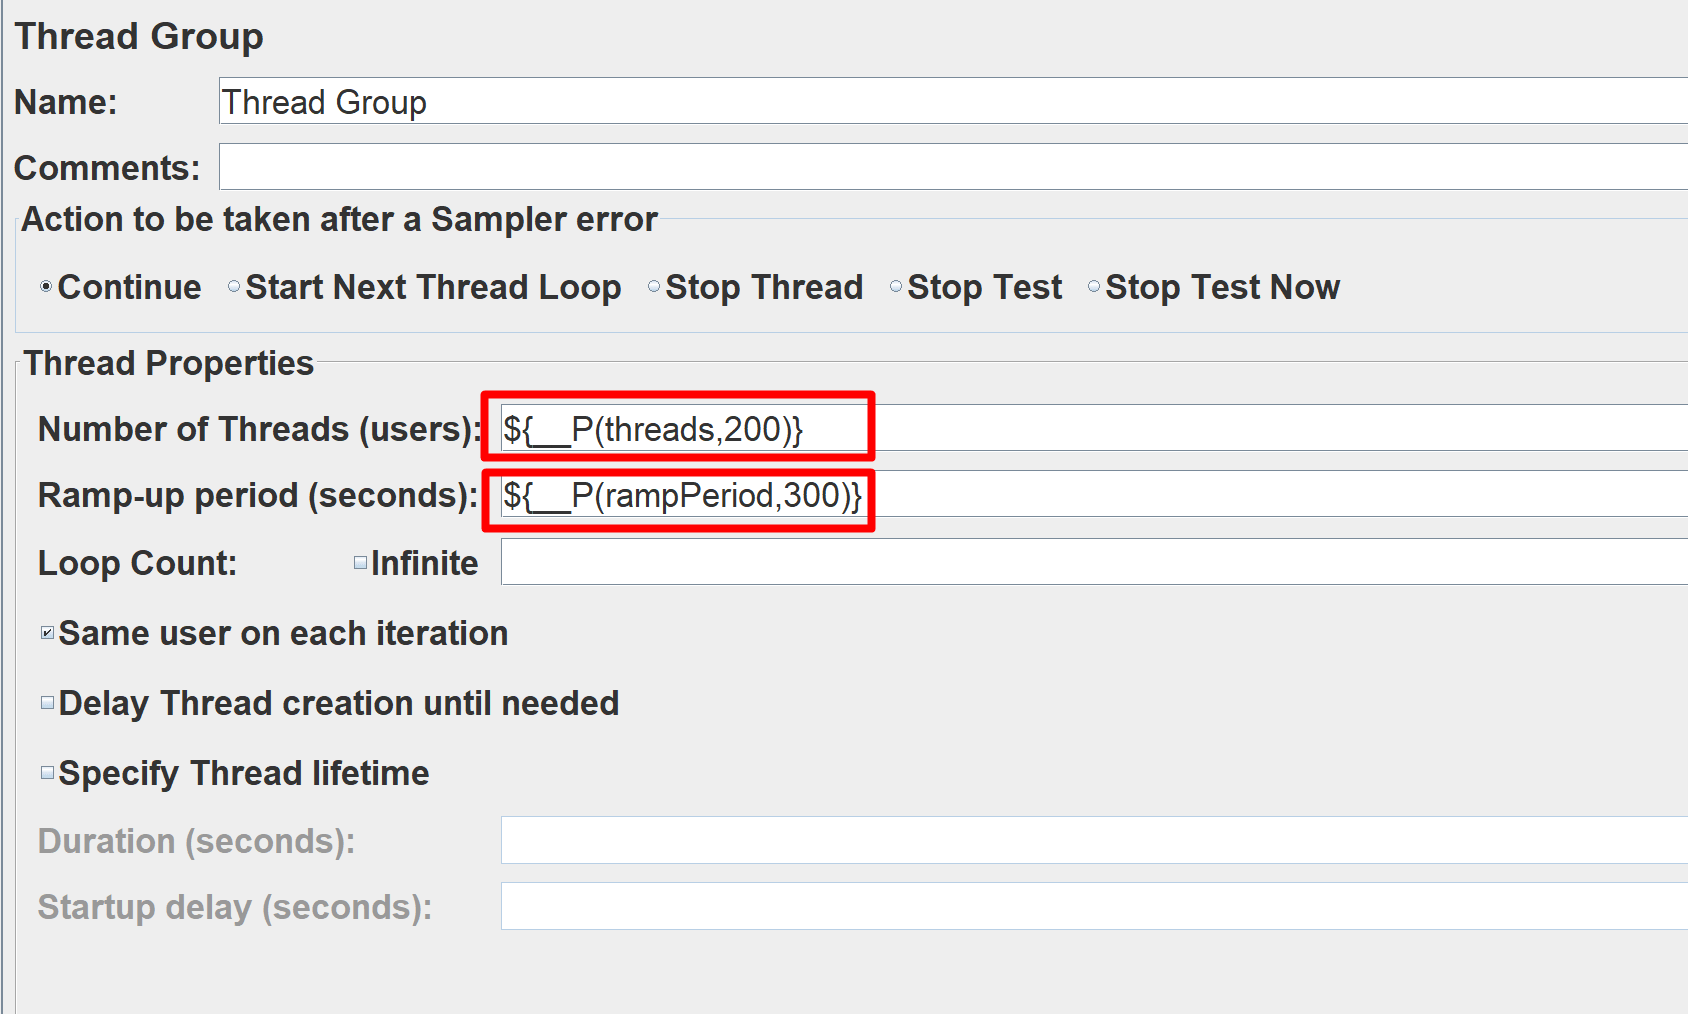 Thread Group
Name: Thread Group
Comments:
Action to be taken after a Sampler error
Continue Start Next Thread Loop Stop Thread Stop Test Stop Test Now
Thread Properties
Number of Threads (users): ${__P(threads,200)}
Ramp-up period (seconds): ${__P(rampPeriod,300)}
Loop Count: Infinite
Same user on each iteration
Delay Thread creation until needed
Specify Thread lifetime
Duration (seconds):
Startup delay (seconds):